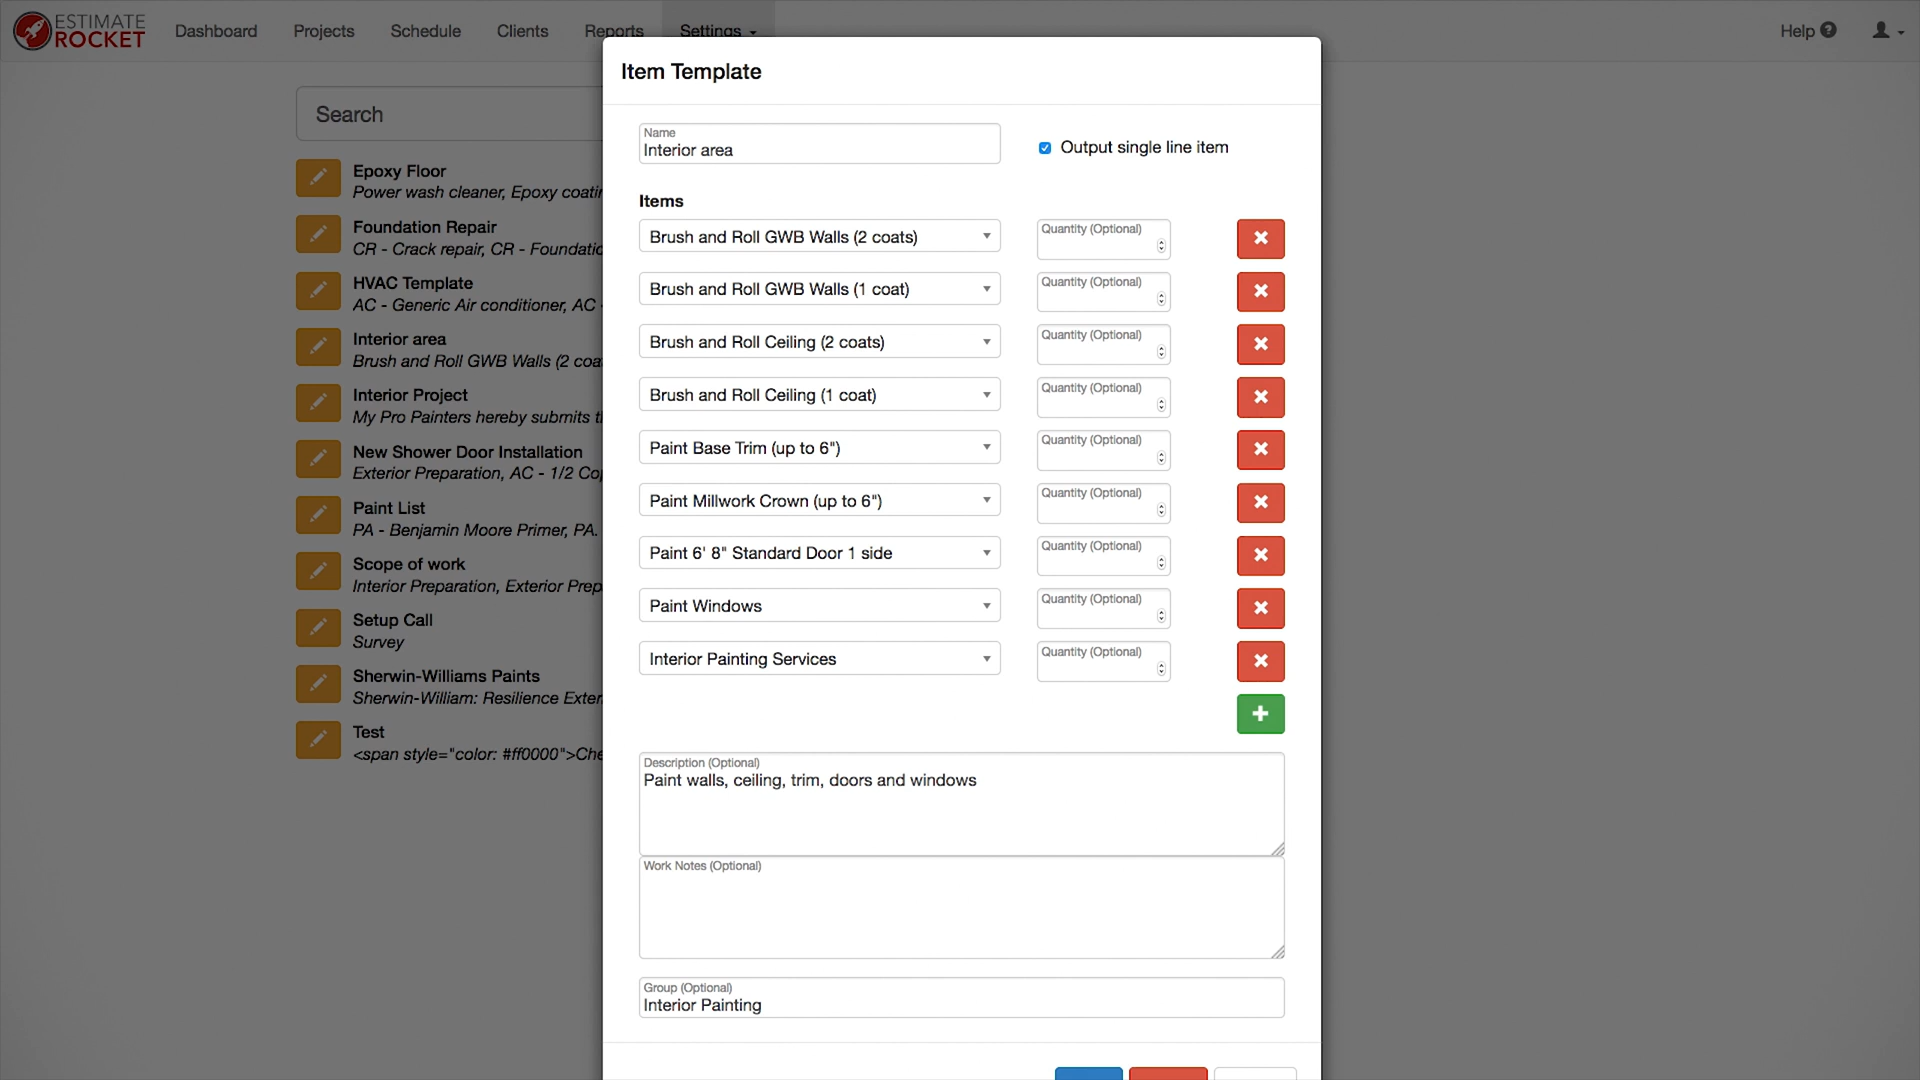 ESTIMATE
ROCKET
Dashboard
Projects
Schedule
Clients
Reports
Settings
Help
Search
Epoxy Floor
Power wash cleaner, Epoxy
Foundation Repair
CR - Crack repair, CR -
HVAC Template
AC - Generic Air conditioner, AC -
Interior area
Brush and Roll GWB Walls (2
Interior Project
My Pro Painters hereby submits
New Shower Door Installation
Exterior Preparation, AC - 1/2
Paint List
PA - Benjamin Moore Primer, PA.
Scope of work
Interior Preparation, Exterior
Setup Call
Survey
Sherwin-Williams Paints
Sherwin-William: Resilience
Test
<span style="color: #ff0000">Che
Item Template
Name
Interior area
Output single line item
Items
Brush and Roll GWB Walls (2 coats)
Quantity (Optional)
Brush and Roll GWB Walls (1 coat)
Quantity (Optional)
Brush and Roll Ceiling (2 coats)
Quantity (Optional)
Brush and Roll Ceiling (1 coat)
Quantity (Optional)
Paint Base Trim (up to 6")
Quantity (Optional)
Paint Millwork Crown (up to 6")
Quantity (Optional)
Paint 6' 8" Standard Door 1 side
Quantity (Optional)
Paint Windows
Quantity (Optional)
Interior Painting Services
Quantity (Optional)
Description (Optional)
Paint walls, ceiling, trim, doors and windows
Work Notes (Optional)
Group (Optional)
Interior Painting